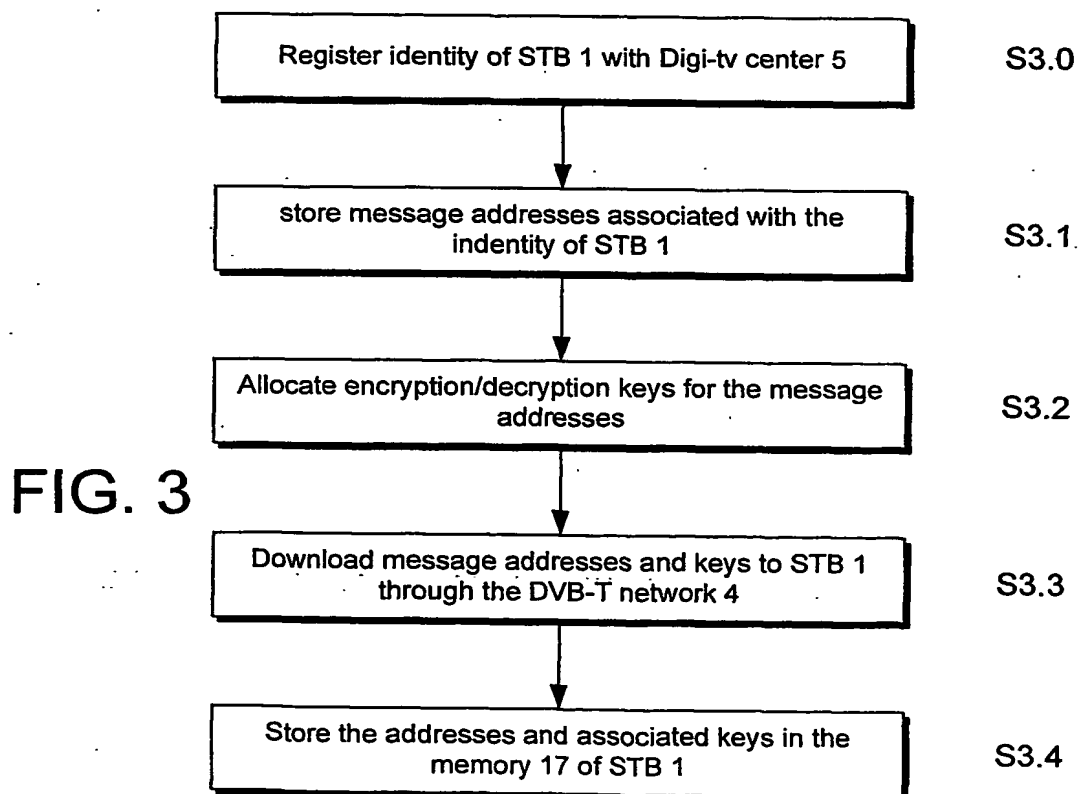 Register identity of STB 1 with Digi-tv center 5
S3.0
store message addresses associated with the
indentity of STB 1
S3.1
Allocate encryption/decryption keys for the message
addresses
S3.2
FIG. 3
Download message addresses and keys to STB 1
through the DVB-T network 4
S3.3
Store the addresses and associated keys in the
memory 17 of STB 1
S3.4